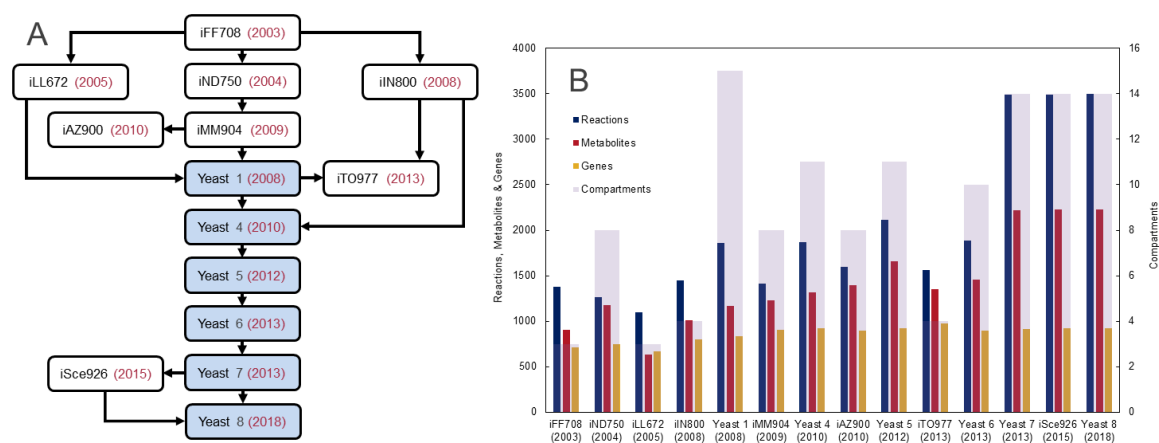 A
iFF708 (2003)
iLL672 (2005)
iND750 (2004)
iIN800 (2008)
iAZ900 (2010)
iMM904 (2009)
Yeast 1 (2008)
iTO977 (2013)
Yeast 4 (2010)
Yeast 5 (2012)
Yeast 6 (2013)
iSce926 (2015)
Yeast 7 (2013)
Yeast 8 (2018)
B
Reactions, Metabolites & Genes
4000
3500
3000
2500
2000
1500
1000
500
0
Reactions
Metabolites
Genes
Compartments
16
14
12
10
8
6
4
2
0
Compartments
iFF708
(2003)
iND750
(2004)
iLL672
(2005)
iIN800
(2008)
Yeast 1
(2008)
iMM904
(2009)
Yeast 4
(2010)
iAZ900
(2010)
Yeast 5
(2012)
iTO977
(2013)
Yeast 6
(2013)
Yeast 7
(2013)
iSce926
(2015)
Yeast 8
(2018)